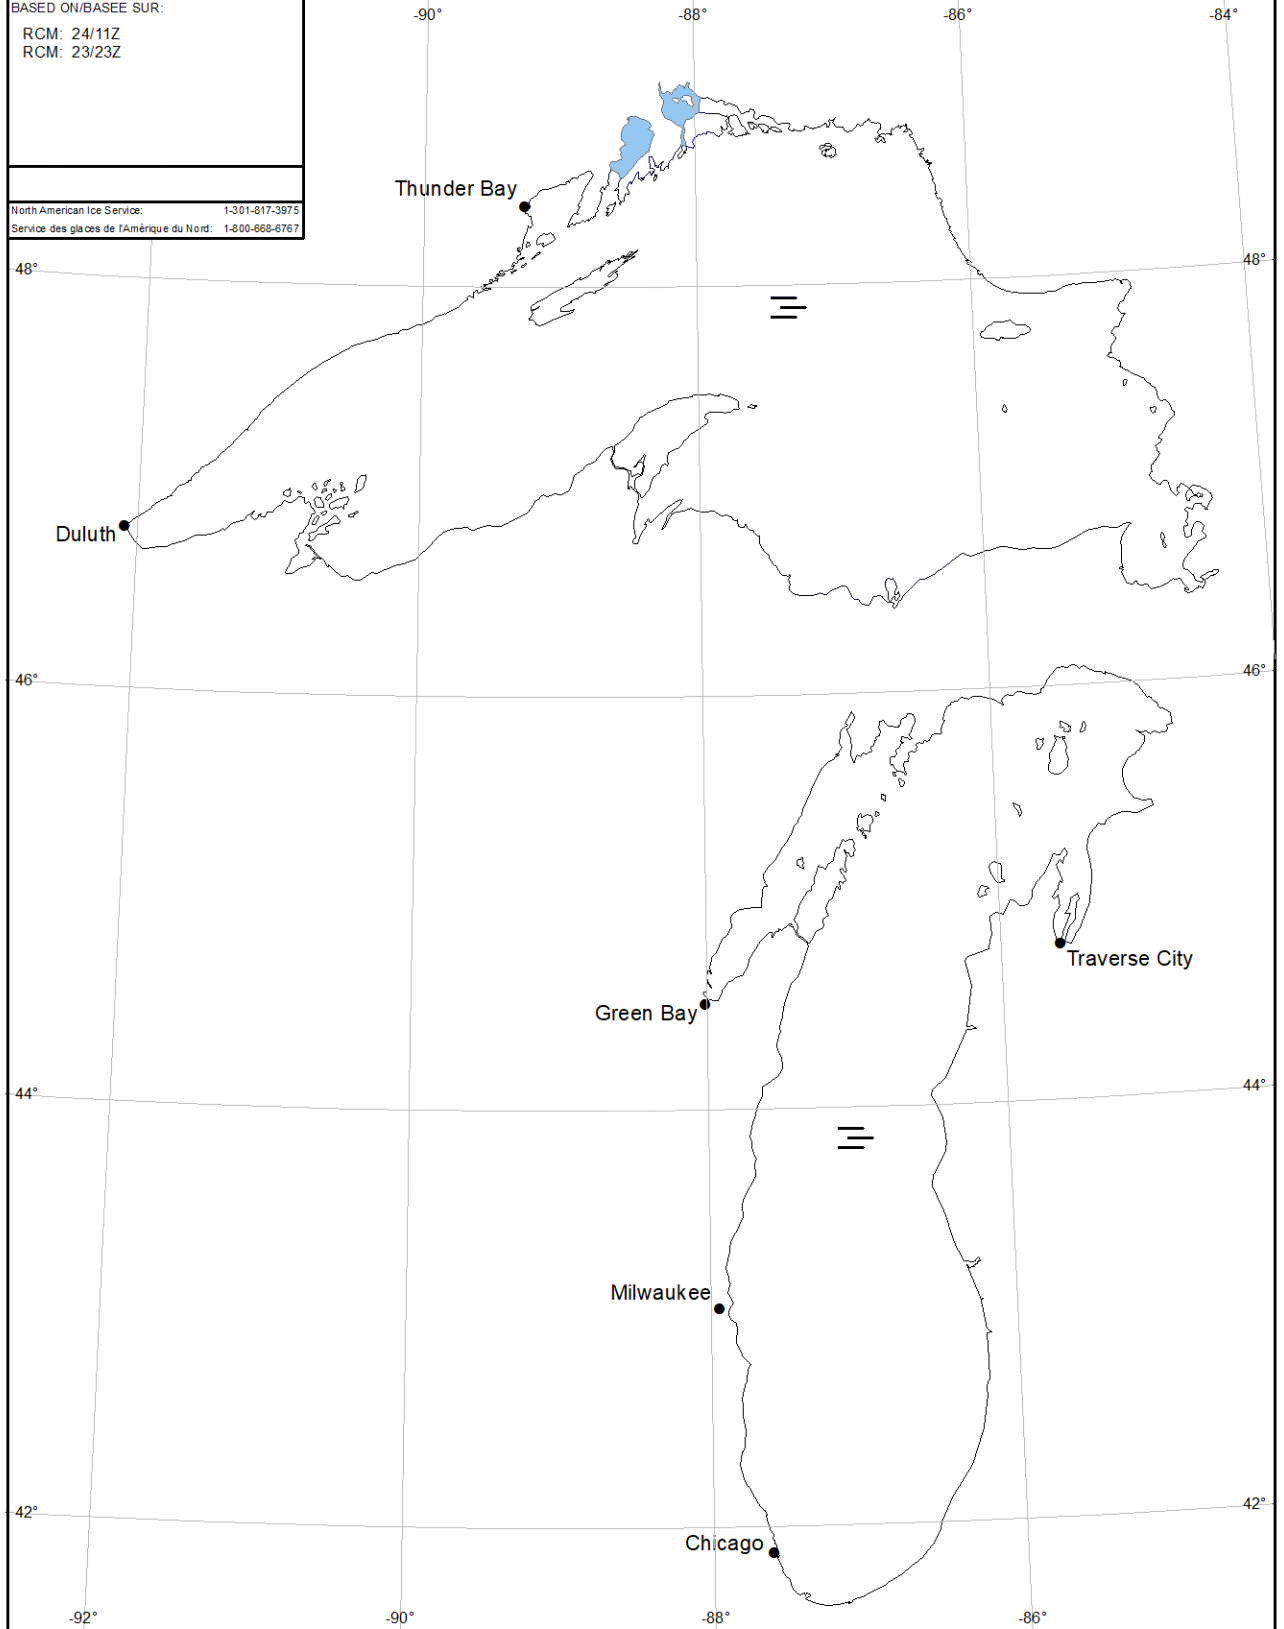 BASED ON/BASEE SUR:
RCM: 24/11Z
RCM: 23/23Z
North American Ice Service: 1-301-817-3975
Service des glaces de l'Amérique du Nord: 1-800-668-6767
-90° -88° -86° -84°
Thunder Bay
48° 48°
Duluth
46° 46°
Traverse City
Green Bay
44° 44°
Milwaukee
42° 42°
Chicago
-92° -90° -88° -86°